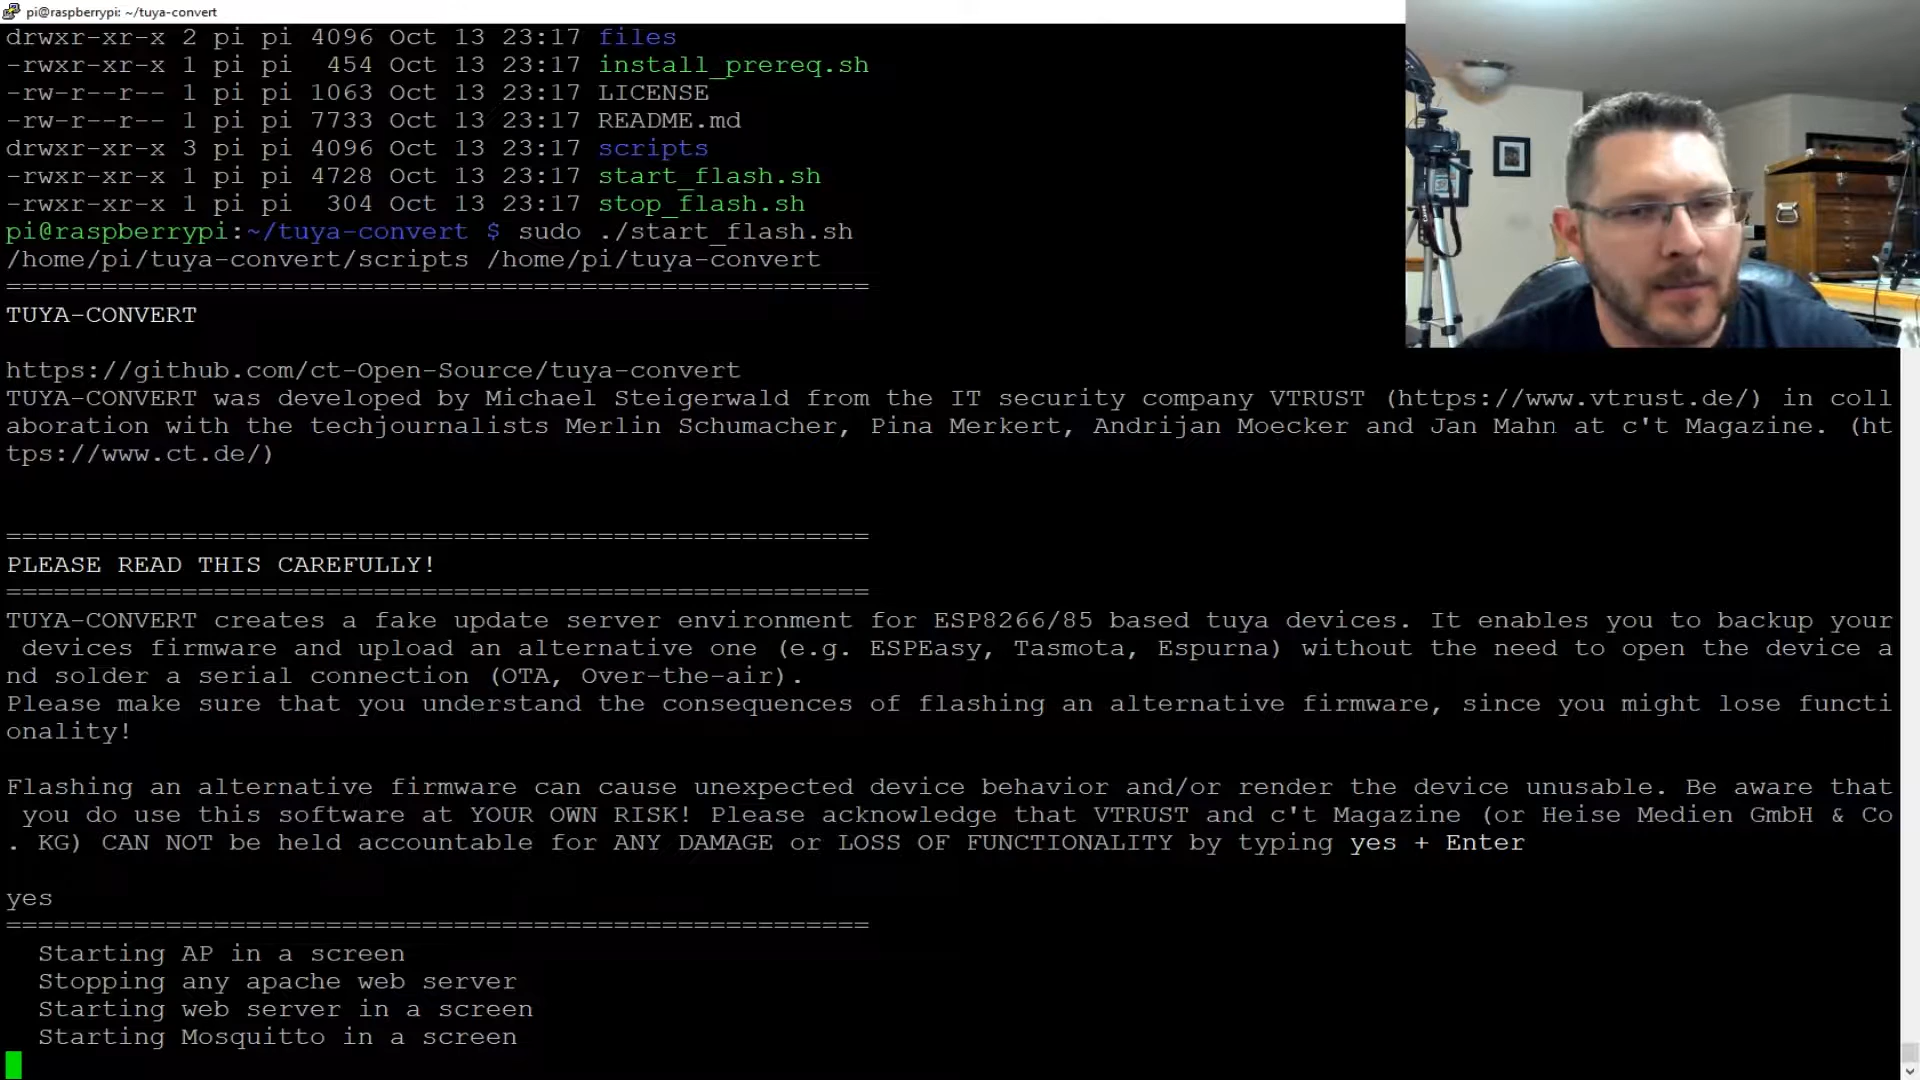 pi@raspberrypi: ~/tuya-convert
drwxr-xr-x 2 pi pi 4096 Oct 13 23:17 files
-rwxr-xr-x 1 pi pi  454 Oct 13 23:17 install_prereq.sh
-rw-r--r-- 1 pi pi 1063 Oct 13 23:17 LICENSE
-rw-r--r-- 1 pi pi 7733 Oct 13 23:17 README.md
drwxr-xr-x 3 pi pi 4096 Oct 13 23:17 scripts
-rwxr-xr-x 1 pi pi 4728 Oct 13 23:17 start_flash.sh
-rwxr-xr-x 1 pi pi  304 Oct 13 23:17 stop_flash.sh
pi@raspberrypi:~/tuya-convert $ sudo ./start_flash.sh
/home/pi/tuya-convert/scripts /home/pi/tuya-convert
======================================================
TUYA-CONVERT
https://github.com/ct-Open-Source/tuya-convert
TUYA-CONVERT was developed by Michael Steigerwald from the IT security company VTRUST (https://www.vtrust.de/) in coll
aboration with the techjournalists Merlin Schumacher, Pina Merkert, Andrijan Moecker and Jan Mahn at c't Magazine. (ht
tps://www.ct.de/)
======================================================
PLEASE READ THIS CAREFULLY!
======================================================
TUYA-CONVERT creates a fake update server environment for ESP8266/85 based tuya devices. It enables you to backup your
 devices firmware and upload an alternative one (e.g. ESPEasy, Tasmota, Espurna) without the need to open the device a
nd solder a serial connection (OTA, Over-the-air).
Please make sure that you understand the consequences of flashing an alternative firmware, since you might lose functi
onality!
Flashing an alternative firmware can cause unexpected device behavior and/or render the device unusable. Be aware that
 you do use this software at YOUR OWN RISK! Please acknowledge that VTRUST and c't Magazine (or Heise Medien GmbH & Co
. KG) CAN NOT be held accountable for ANY DAMAGE or LOSS OF FUNCTIONALITY by typing yes + Enter
yes
======================================================
  Starting AP in a screen
  Stopping any apache web server
  Starting web server in a screen
  Starting Mosquitto in a screen